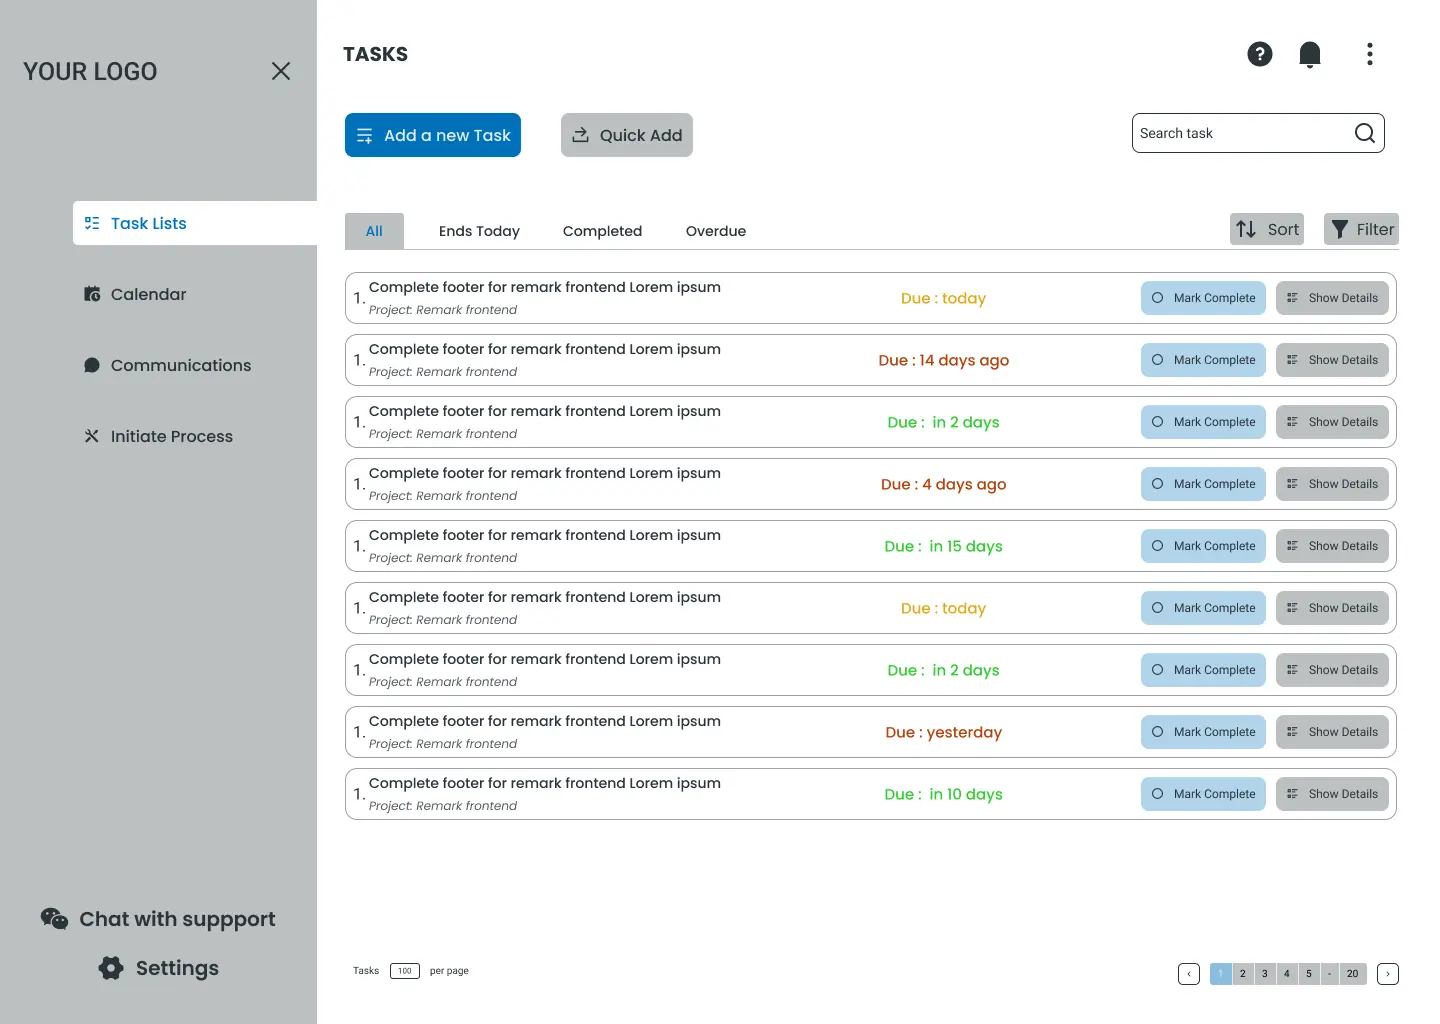 YOUR LOGO
Task Lists
Calendar
Communications
Initiate Process
Chat with suppport
Settings
TASKS
?
Add a new Task
Quick Add
Search task
All Ends Today Completed Overdue Sort Filter
1. Complete footer for remark frontend Lorem ipsum
Project: Remark frontend
Due : today
Mark Complete Show Details
1. Complete footer for remark frontend Lorem ipsum
Project: Remark frontend
Due : 14 days ago
Mark Complete Show Details
1. Complete footer for remark frontend Lorem ipsum
Project: Remark frontend
Due : in 2 days
Mark Complete Show Details
1. Complete footer for remark frontend Lorem ipsum
Project: Remark frontend
Due : 4 days ago
Mark Complete Show Details
1. Complete footer for remark frontend Lorem ipsum
Project: Remark frontend
Due : in 15 days
Mark Complete Show Details
1. Complete footer for remark frontend Lorem ipsum
Project: Remark frontend
Due : today
Mark Complete Show Details
1. Complete footer for remark frontend Lorem ipsum
Project: Remark frontend
Due : in 2 days
Mark Complete Show Details
1. Complete footer for remark frontend Lorem ipsum
Project: Remark frontend
Due : yesterday
Mark Complete Show Details
1. Complete footer for remark frontend Lorem ipsum
Project: Remark frontend
Due : in 10 days
Mark Complete Show Details
Tasks 100 per page
‹ 1 2 3 4 5 - 20 ›